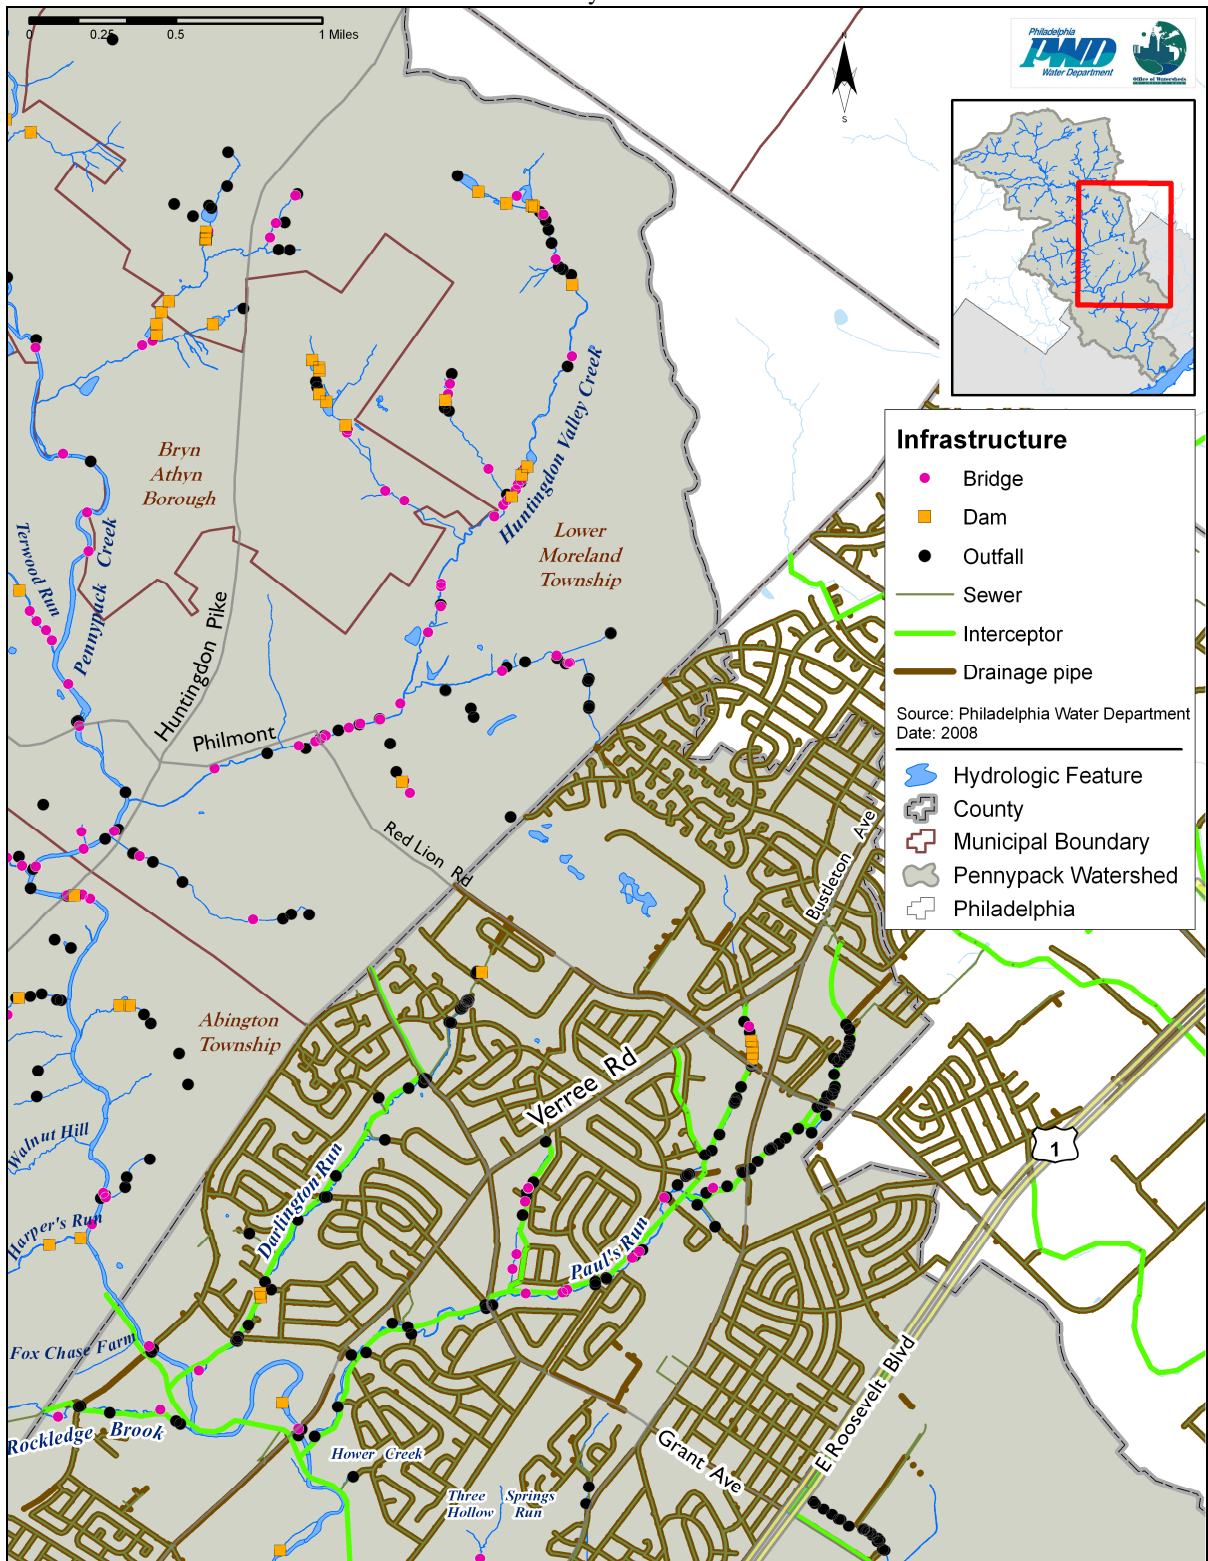 0 0.25 0.5 1 Miles
N
S
Philadelphia
PWD
Water Department
Office of Watersheds
Infrastructure
Bridge
Dam
Outfall
Sewer
Interceptor
Drainage pipe
Source: Philadelphia Water Department
Date: 2008
Hydrologic Feature
County
Municipal Boundary
Pennypack Watershed
Philadelphia
Bryn
Athyn
Borough
Huntingdon Valley Creek
Lower
Moreland
Township
Terwood Run
Pennypack Creek
Huntingdon Pike
Philmont
Red Lion Rd
Bustleton Ave
Abington
Township
Verree Rd
Walnut Hill
Harper's Run
Darlington Run
Paul's Run
1
Fox Chase Farm
Rockledge Brook
Hower Creek
Three Springs
Hollow Run
Grant Ave
E Roosevelt Blvd